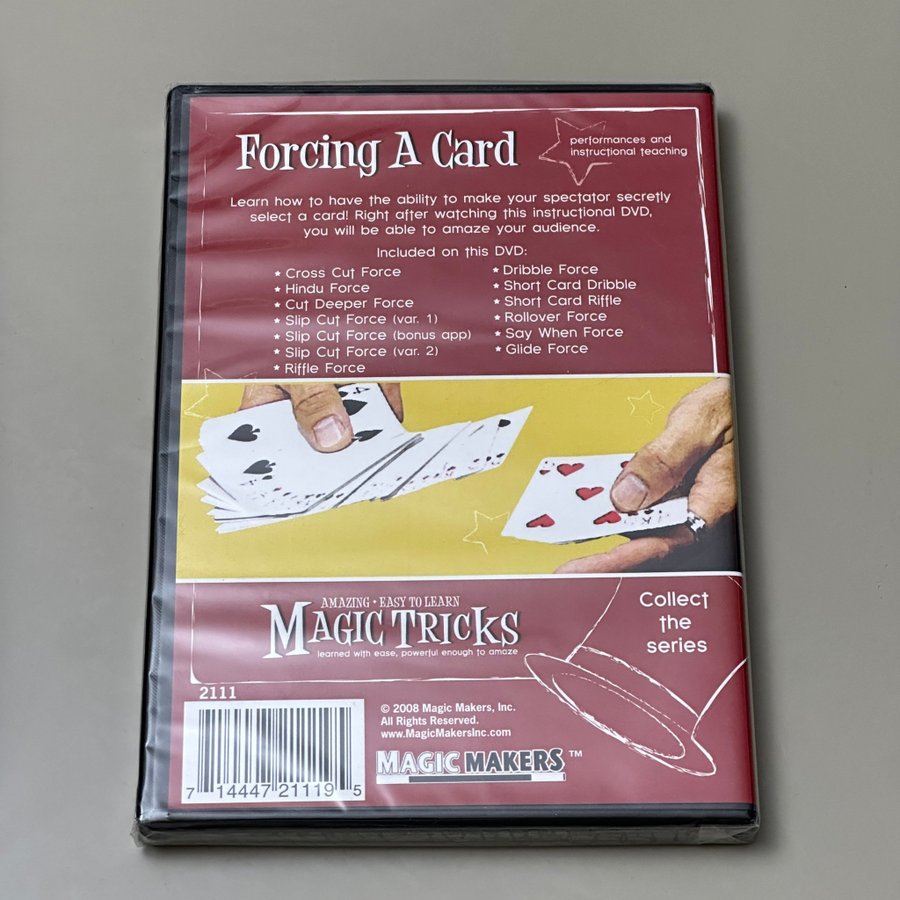 Forcing A Card
performances and
instructional teaching
Learn how to have the ability to make your spectator secretly
select a card! Right after watching this instructional DVD,
you will be able to amaze your audience.
Included on this DVD:
* Cross Cut Force
* Hindu Force
* Cut Deeper Force
* Slip Cut Force (var. 1)
* Slip Cut Force (bonus app)
* Slip Cut Force (var. 2)
* Riffle Force
* Dribble Force
* Short Card Dribble
* Short Card Riffle
* Rollover Force
* Say When Force
* Glide Force
4
AMAZING • EASY TO LEARN
MAGIC TRICKS
learned with ease, powerful enough to amaze
Collect
the
series
2111
7 14447 21119 5
© 2008 Magic Makers, Inc.
All Rights Reserved.
www.MagicMakersInc.com
MAGIC MAKERS™